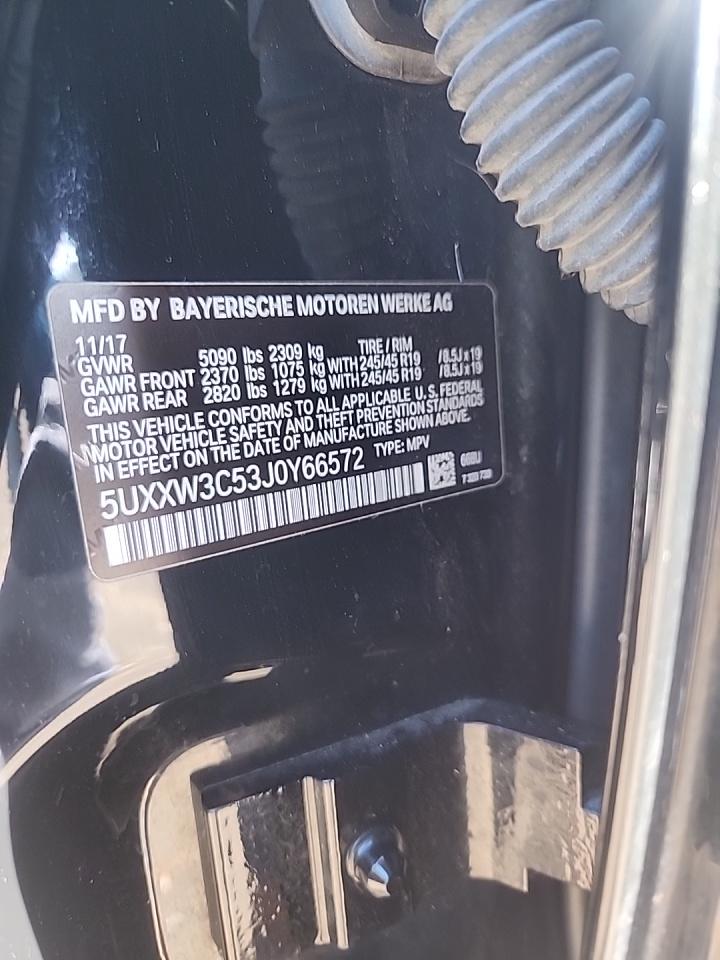 MFD BY BAYERISCHE MOTOREN WERKE AG
11/17 TIRE / RIM
GVWR 5090 lbs 2309 kg
GAWR FRONT 2370 lbs 1075 kg WITH 245/45 R19 /8.5J x 19
GAWR REAR 2820 lbs 1279 kg WITH 245/45 R19 /8.5J x 19
THIS VEHICLE CONFORMS TO ALL APPLICABLE U.S. FEDERAL
MOTOR VEHICLE SAFETY AND THEFT PREVENTION STANDARDS
IN EFFECT ON THE DATE OF MANUFACTURE SHOWN ABOVE.
5UXXW3C53J0Y66572 TYPE: MPV